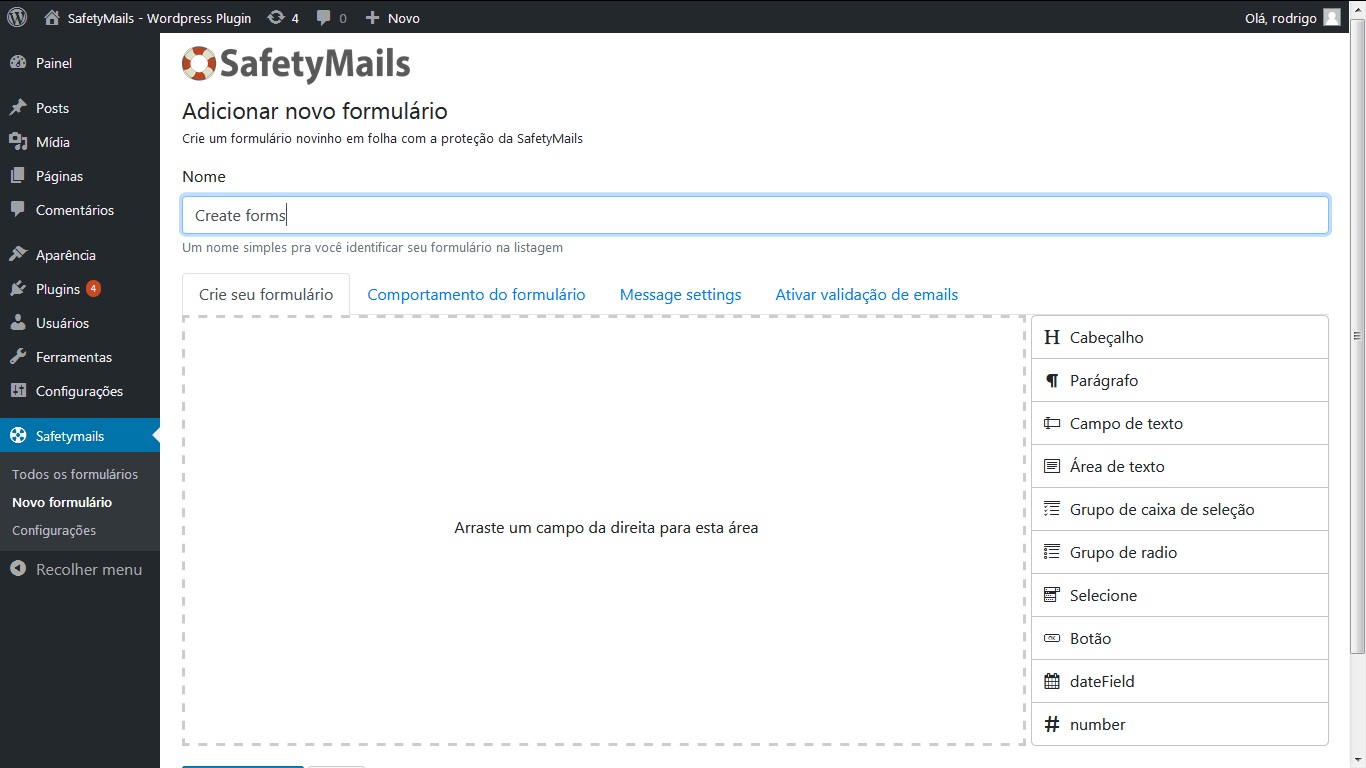 SafetyMails - Wordpress Plugin 4 0 Novo Olá, rodrigo
Painel
Posts
Mídia
Páginas
Comentários
Aparência
Plugins 4
Usuários
Ferramentas
Configurações
Safetymails
Todos os formulários
Novo formulário
Configurações
Recolher menu
SafetyMails
Adicionar novo formulário
Crie um formulário novinho em folha com a proteção da SafetyMails
Nome
Create forms
Um nome simples pra você identificar seu formulário na listagem
Crie seu formulário Comportamento do formulário Message settings Ativar validação de emails
Arraste um campo da direita para esta área
Cabeçalho
Parágrafo
Campo de texto
Área de texto
Grupo de caixa de seleção
Grupo de radio
Selecione
Botão
dateField
number